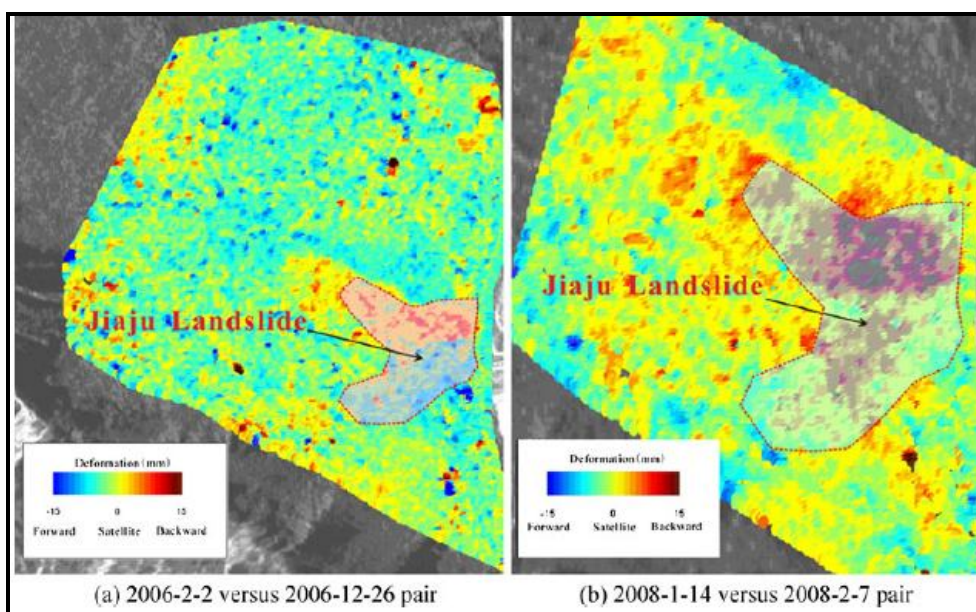 Jiaju Landslide
Deformation(mm)
-15 0 15
Forward Satellite Backward
Jiaju Landslide
Deformation(mm)
-15 0 15
Forward Satellite Backward
(a) 2006-2-2 versus 2006-12-26 pair
(b) 2008-1-14 versus 2008-2-7 pair